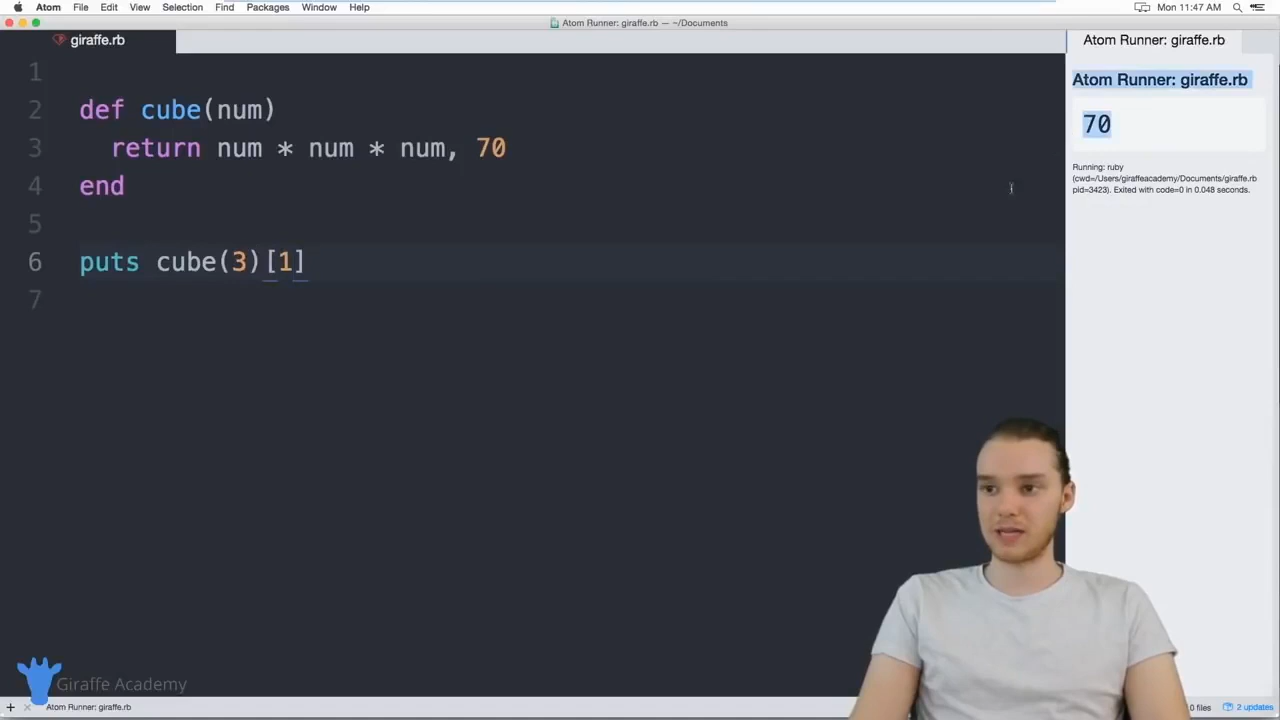 Atom File Edit View Selection Find Packages Window Help
Mon 11:47 AM
Atom Runner: giraffe.rb — ~/Documents
giraffe.rb
Atom Runner: giraffe.rb
1
2 def cube(num)
3 return num * num * num, 70
4 end
5
6 puts cube(3)[1]
7
Atom Runner: giraffe.rb
70
Running: ruby
(cwd=/Users/giraffeacademy/Documents/giraffe.rb
pid=3423). Exited with code=0 in 0.048 seconds.
Giraffe Academy
+ × Atom Runner: giraffe.rb
0 files 2 updates